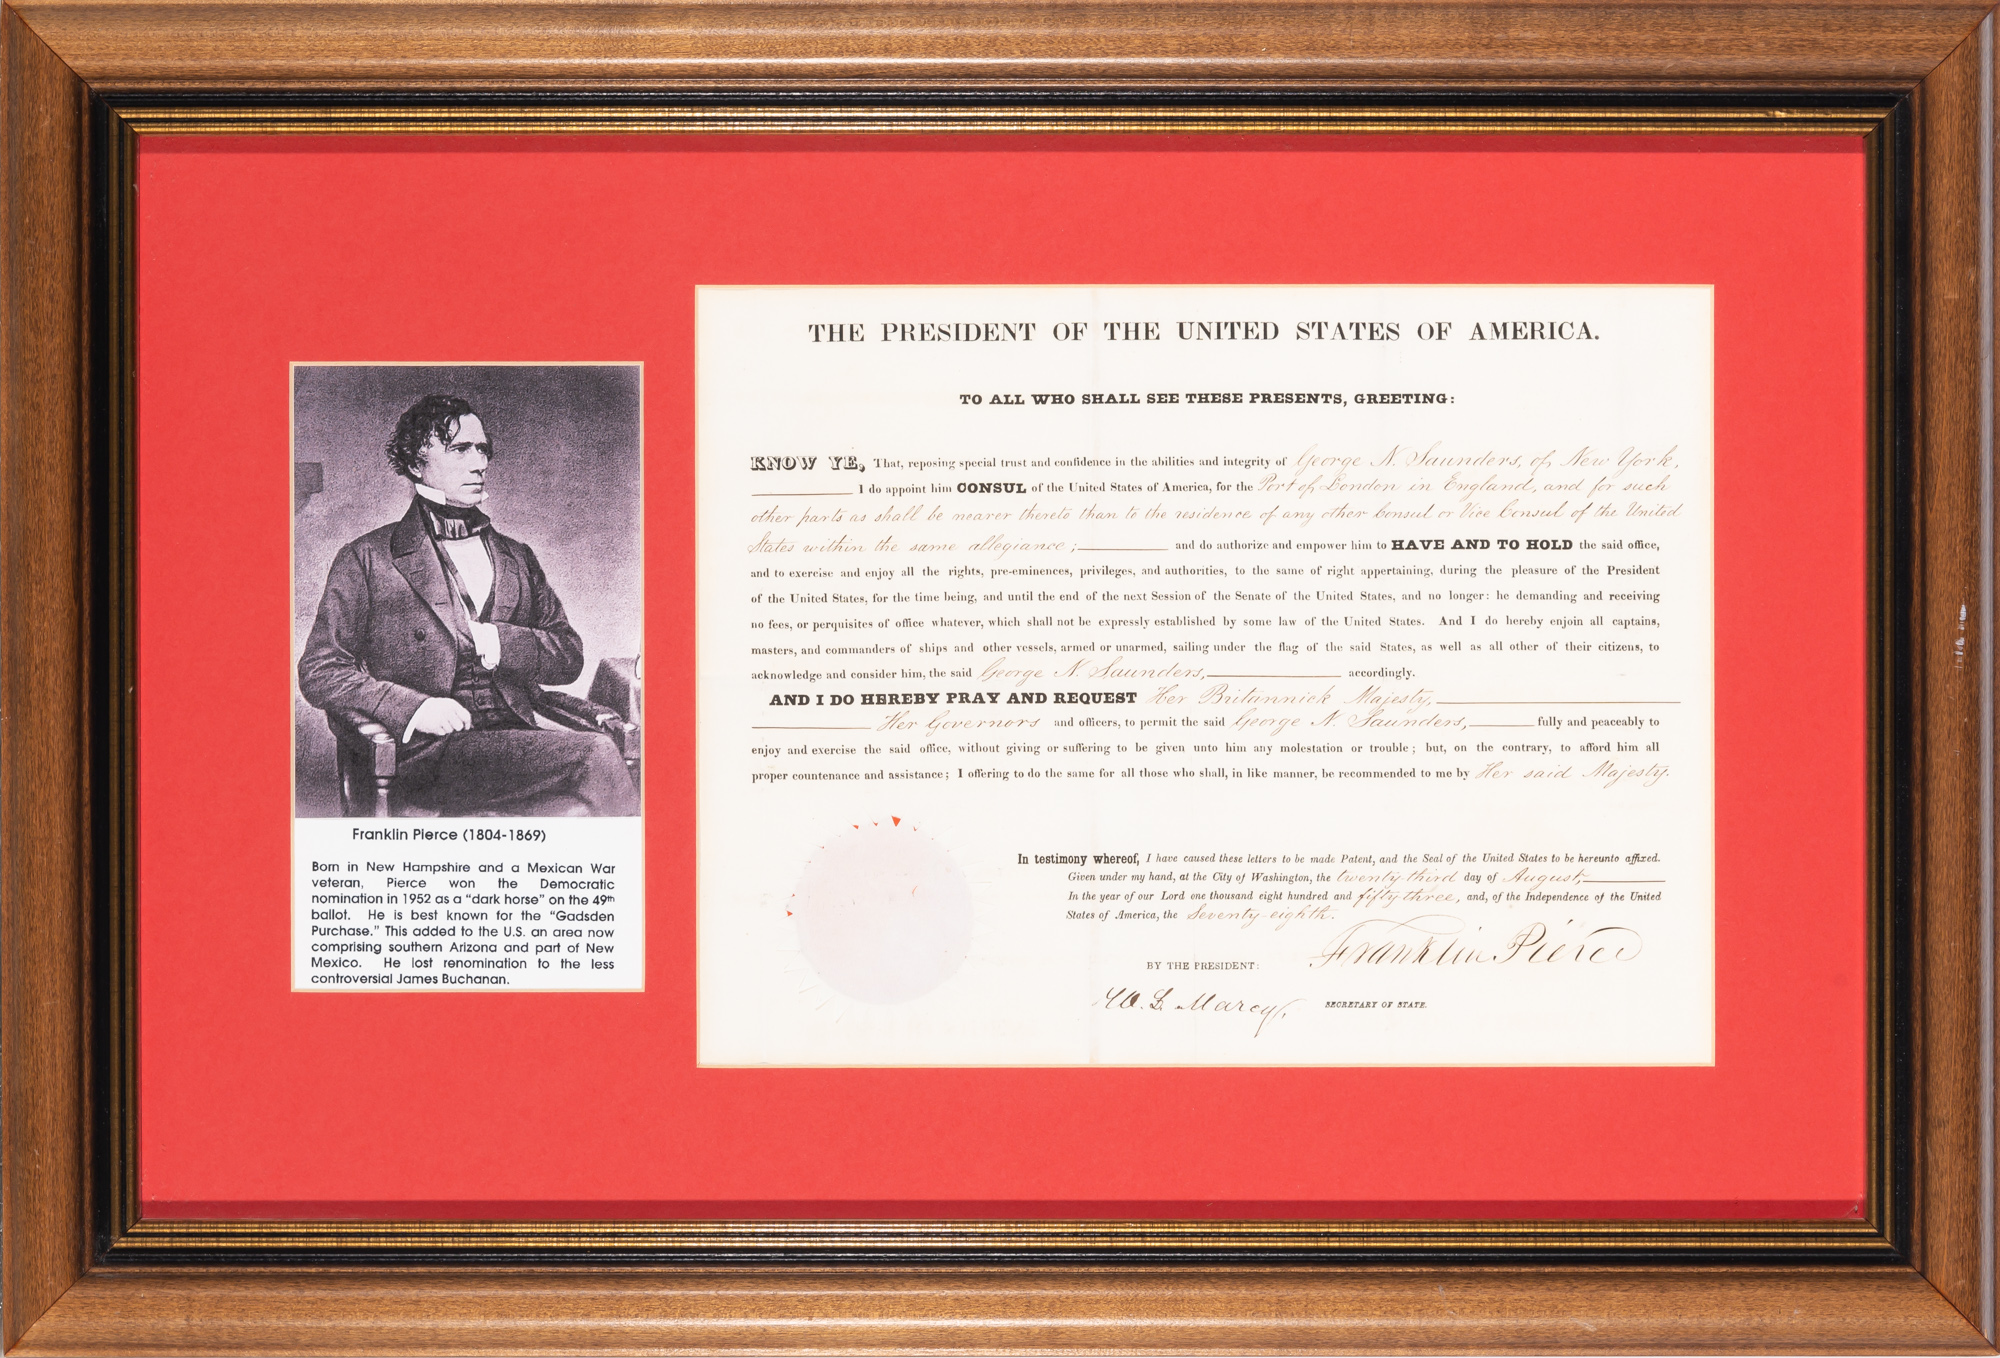 Franklin Pierce (1804-1869)
Born in New Hampshire and a Mexican War
veteran, Pierce won the Democratic
nomination in 1952 as a “dark horse” on the 49th
ballot. He is best known for the “Gadsden
Purchase.” This added to the U.S. an area now
comprising southern Arizona and part of New
Mexico. He lost renomination to the less
controversial James Buchanan.
THE PRESIDENT OF THE UNITED STATES OF AMERICA.
TO ALL WHO SHALL SEE THESE PRESENTS, GREETING:
KNOW YE, That, reposing special trust and confidence in the abilities and integrity of George N. Saunders, of New York,
I do appoint him CONSUL of the United States of America, for the Port of London in England, and for such
other parts as shall be nearer thereto than to the residence of any other Consul or Vice Consul of the United
States within the same allegiance; and do authorize and empower him to HAVE AND TO HOLD the said office,
and to exercise and enjoy all the rights, pre-eminences, privileges, and authorities, to the same of right appertaining, during the pleasure of the President
of the United States, for the time being, and until the end of the next Session of the Senate of the United States, and no longer: he demanding and receiving
no fees, or perquisites of office whatever, which shall not be expressly established by some law of the United States. And I do hereby enjoin all captains,
masters, and commanders of ships and other vessels, armed or unarmed, sailing under the flag of the said States, as well as all other of their citizens, to
acknowledge and consider him, the said George N. Saunders, accordingly.
AND I DO HEREBY PRAY AND REQUEST Her Britannick Majesty,
Her Governors and officers, to permit the said George N. Saunders, fully and peaceably to
enjoy and exercise the said office, without giving or suffering to be given unto him any molestation or trouble; but, on the contrary, to afford him all
proper countenance and assistance; I offering to do the same for all those who shall, in like manner, be recommended to me by Her said Majesty.
In testimony whereof, I have caused these letters to be made Patent, and the Seal of the United States to be hereunto affixed.
Given under my hand, at the City of Washington, the twenty-third day of August,
In the year of our Lord one thousand eight hundred and fifty-three, and, of the Independence of the United
States of America, the Seventy-eighth.
Franklin Pierce
BY THE PRESIDENT:
W. L. Marcy, SECRETARY OF STATE.